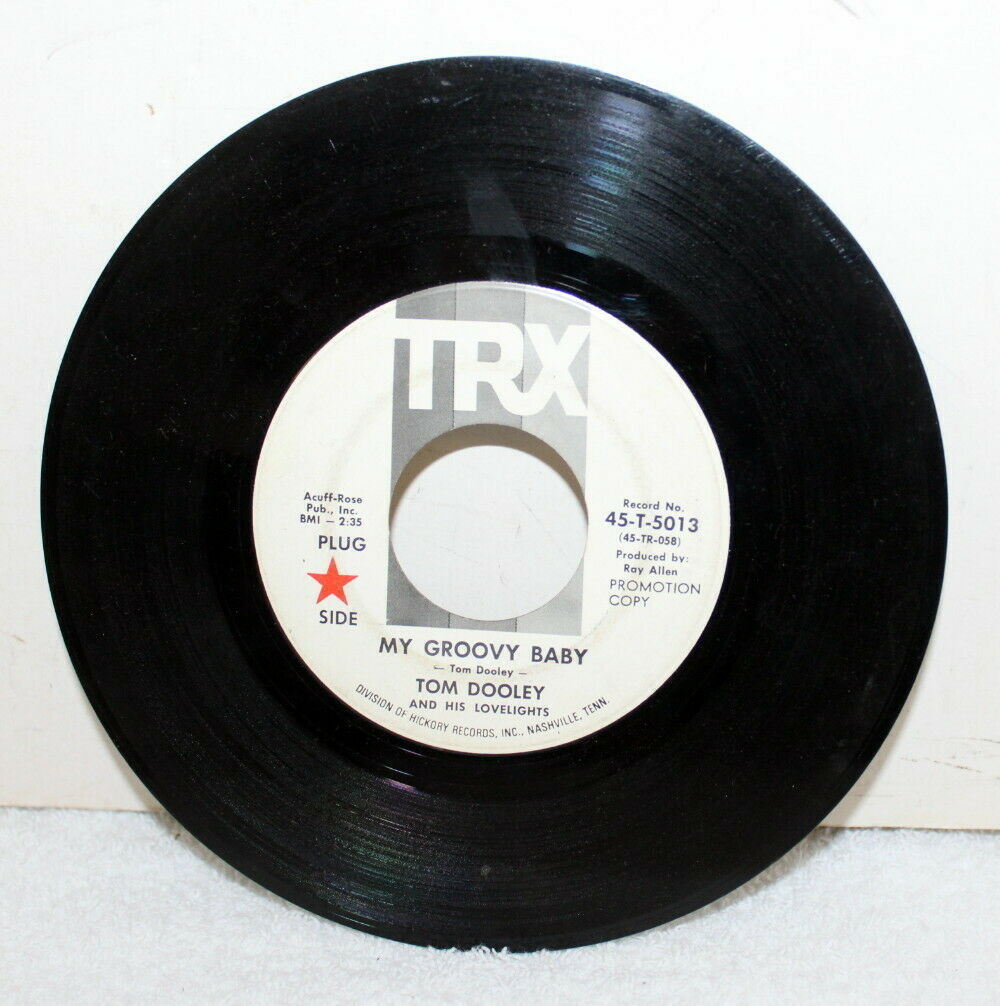 TRX
Acuff-Rose
Pub., Inc.
BMI — 2:35
PLUG
SIDE
Record No.
45-T-5013
(45-TR-058)
Produced by:
Ray Allen
PROMOTION
COPY
MY GROOVY BABY
— Tom Dooley —
TOM DOOLEY
AND HIS LOVELIGHTS
DIVISION OF HICKORY RECORDS, INC., NASHVILLE, TENN.